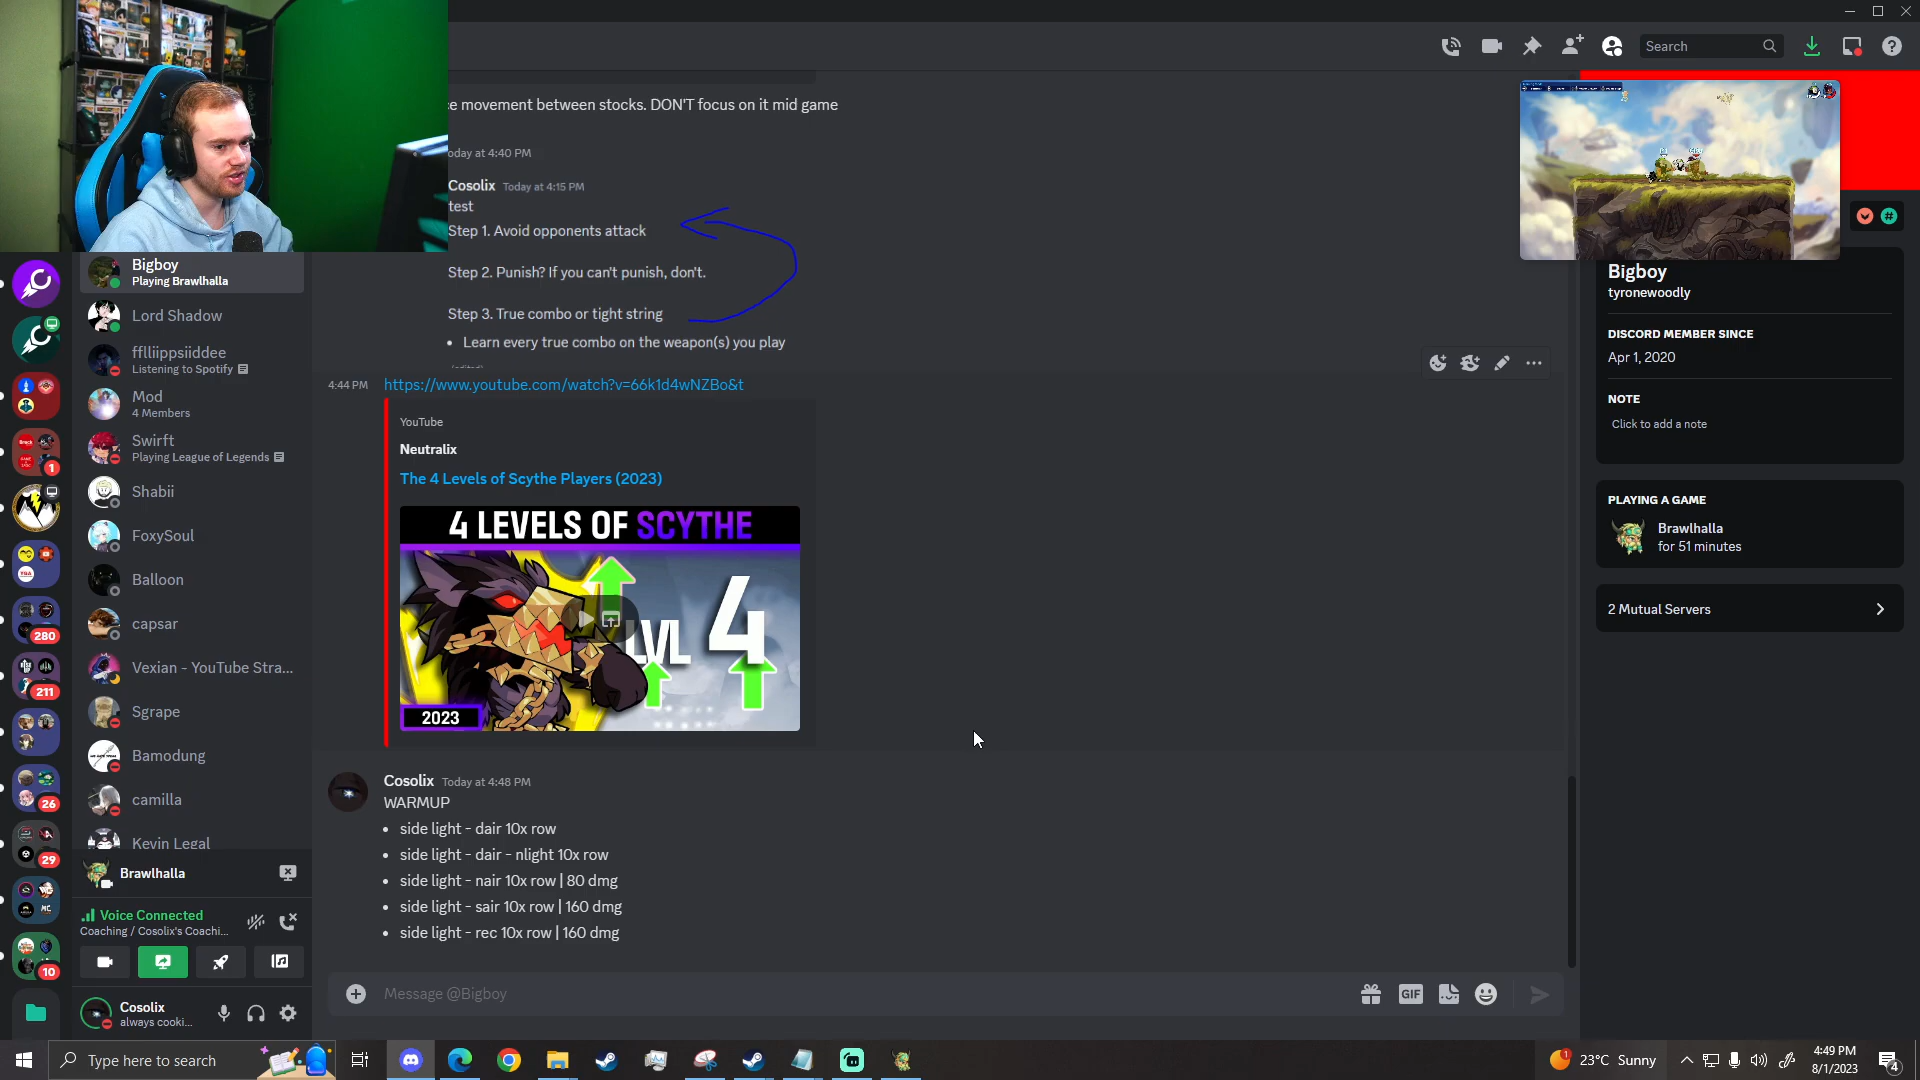 Search
ce movement between stocks. DON'T focus on it mid game
oday at 4:40 PM
Cosolix Today at 4:15 PM
test
Step 1. Avoid opponents attack
Step 2. Punish? If you can't punish, don't.
Step 3. True combo or tight string
• Learn every true combo on the weapon(s) you play
4:44 PM https://www.youtube.com/watch?v=66k1d4wNZBo&t
YouTube
Neutralix
The 4 Levels of Scythe Players (2023)
4 LEVELS OF SCYTHE
LVL 4
2023
Cosolix Today at 4:48 PM
WARMUP
• side light - dair 10x row
• side light - dair - nlight 10x row
• side light - nair 10x row | 80 dmg
• side light - sair 10x row | 160 dmg
• side light - rec 10x row | 160 dmg
Message @Bigboy
GIF
Bigboy
Playing Brawlhalla
Lord Shadow
fflliippsiiddee
Listening to Spotify
Mod
4 Members
Swirft
Playing League of Legends
Shabii
FoxySoul
Balloon
capsar
Vexian - YouTube Stra...
Sgrape
Bamodung
camilla
Kevin Legal
1
280
211
26
29
10
Brawlhalla
Voice Connected
Coaching / Cosolix's Coachi...
Cosolix
always cooki...
Bigboy
tyronewoodly
DISCORD MEMBER SINCE
Apr 1, 2020
NOTE
Click to add a note
PLAYING A GAME
Brawlhalla
for 51 minutes
2 Mutual Servers
Type here to search
1
23°C Sunny
4:49 PM
8/1/2023
4